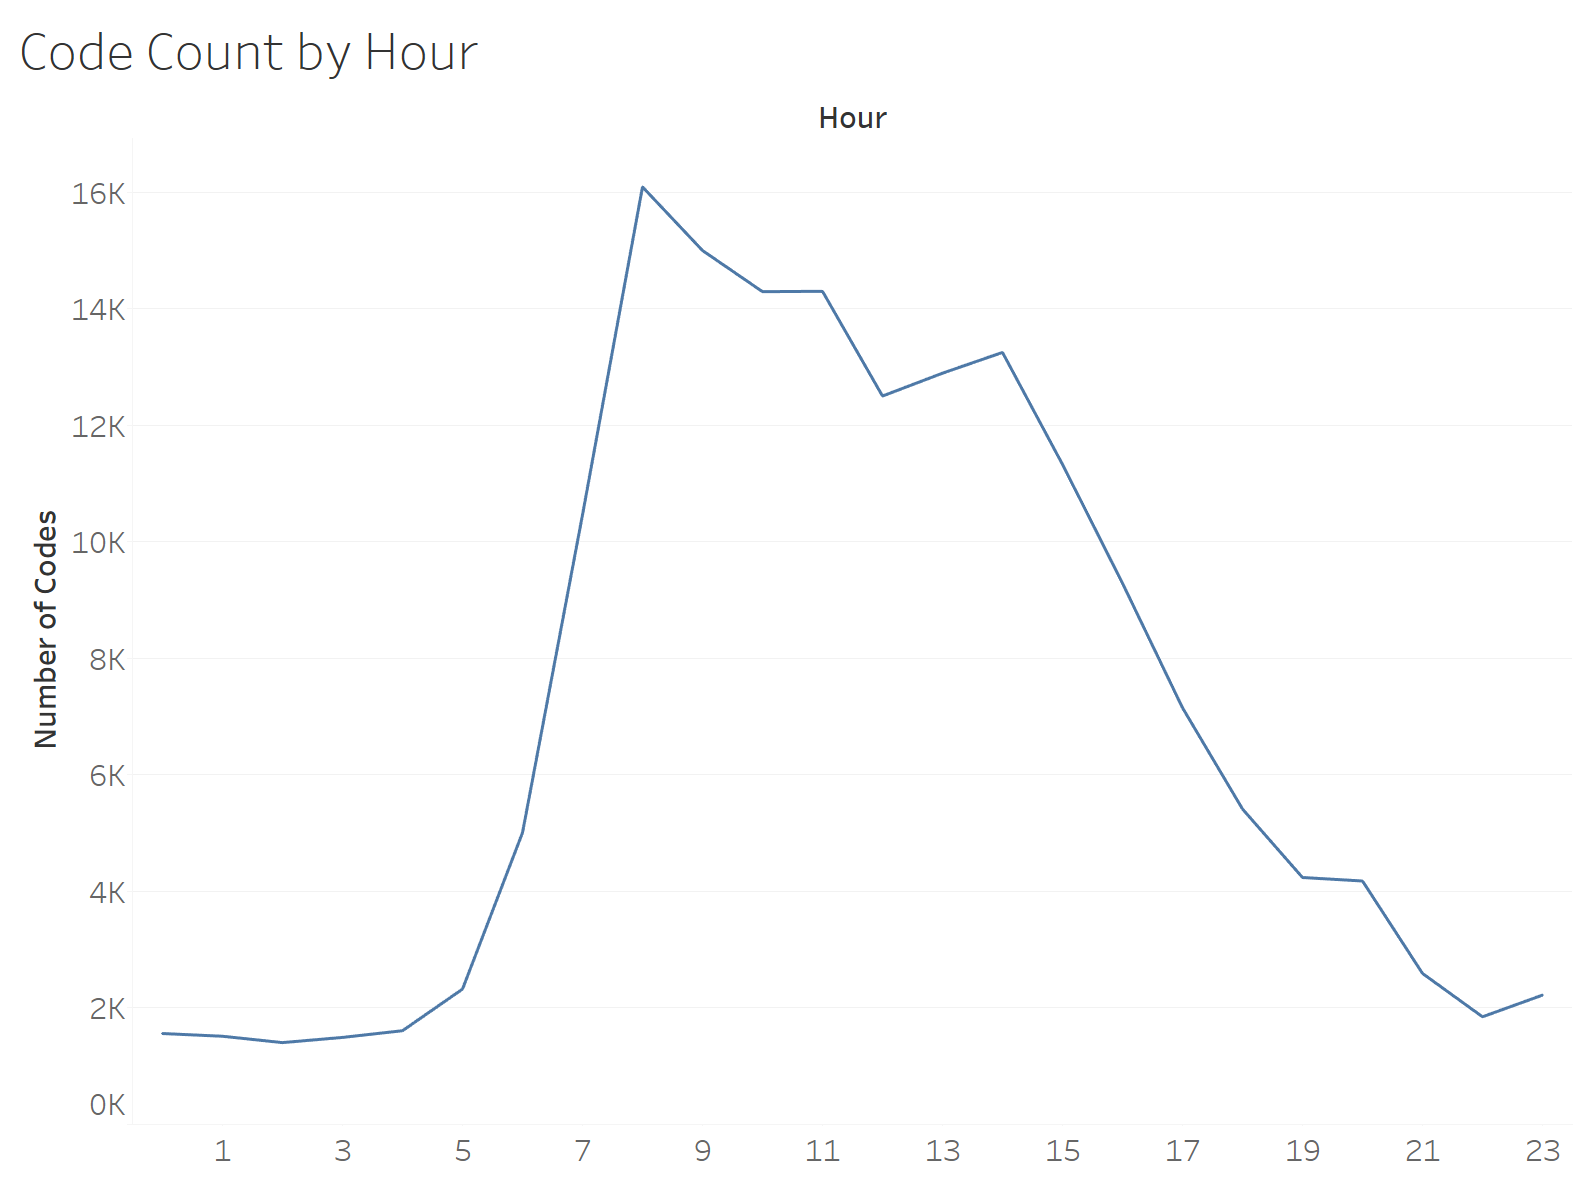 Code Count by Hour
Hour
Number of Codes
16K
14K
12K
10K
8K
6K
4K
2K
0K
1 3 5 7 9 11 13 15 17 19 21 23